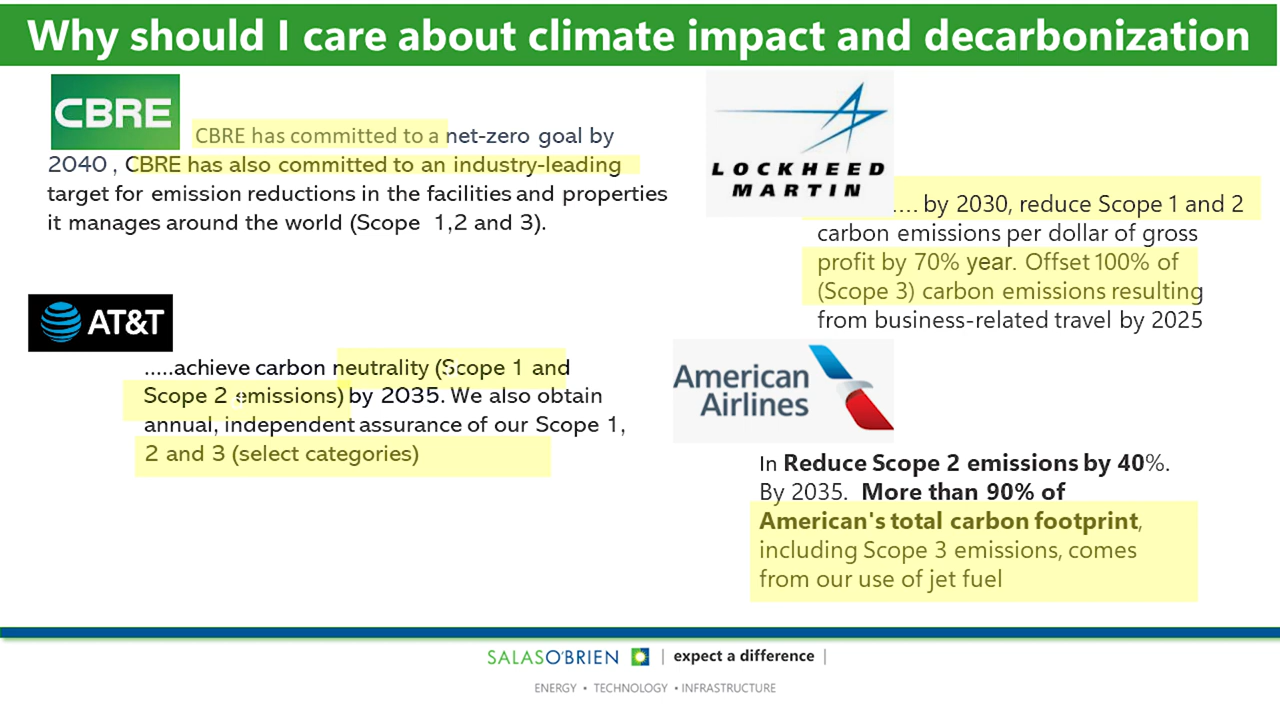 Why should I care about climate impact and decarbonization
CBRE
CBRE has committed to a net-zero goal by
2040 , CBRE has also committed to an industry-leading
target for emission reductions in the facilities and properties
it manages around the world (Scope 1,2 and 3).
AT&T
.....achieve carbon neutrality (Scope 1 and
Scope 2 emissions) by 2035. We also obtain
annual, independent assurance of our Scope 1,
2 and 3 (select categories)
LOCKHEED
MARTIN
.... by 2030, reduce Scope 1 and 2
carbon emissions per dollar of gross
profit by 70% year. Offset 100% of
(Scope 3) carbon emissions resulting
from business-related travel by 2025
American
Airlines
In Reduce Scope 2 emissions by 40%.
By 2035. More than 90% of
American's total carbon footprint,
including Scope 3 emissions, comes
from our use of jet fuel
SALASO'BRIEN | expect a difference |
ENERGY • TECHNOLOGY • INFRASTRUCTURE